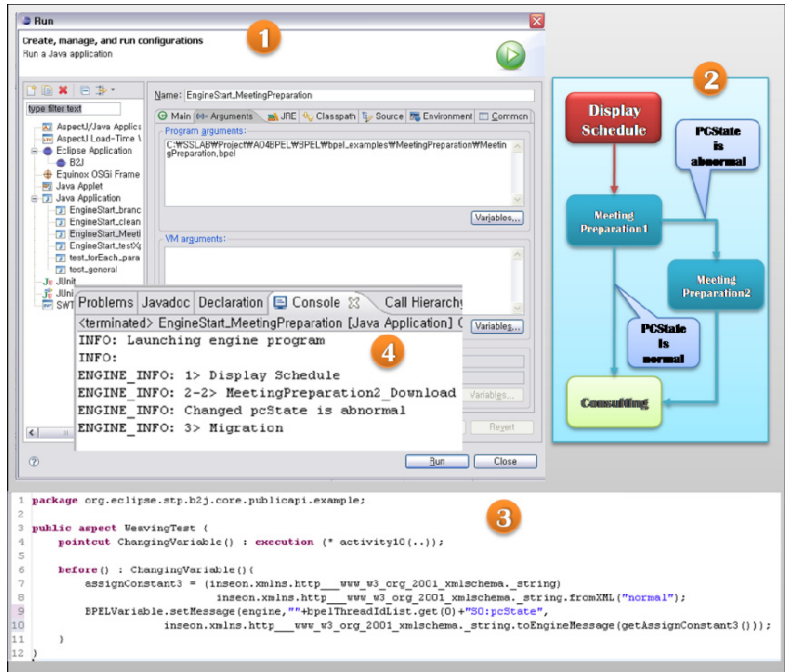 Run
1
Create, manage, and run configurations
Run a Java application
type filter text
AspectJ/Java Applica
AspectJ Load-Time W
Eclipse Application
B2J
Equinox OSGi Frame
Java Applet
Java Application
EngineStart_branc
EngineStart_clean
EngineStart_Meeti
EngineStart_testXp
test_forEach_para
test_general
JUnit
JUni
SWT
Name: EngineStart_MeetingPreparation
Main (x)= Arguments JRE Classpath Source Environment Common
Program arguments:
C:₩SSLAB₩Project₩AO4BPEL₩BPEL₩bpel_examples₩MeetingPreparation₩Meetin
gPreparation.bpel
Variables...
VM arguments:
Variables...
Variables...
Revert
Run Close
2
Display
Schedule
PCState
is
abnormal
Meeting
Preparation1
Meeting
Preparation2
PCState
is
normal
Consulting
4
Problems Javadoc Declaration Console Call Hierarchy
<terminated> EngineStart_MeetingPreparation [Java Application] C
INFO: Launching engine program
INFO:
ENGINE_INFO: 1> Display Schedule
ENGINE_INFO: 2-2> MeetingPreparation2_Download
ENGINE_INFO: Changed pcState is abnormal
ENGINE_INFO: 3> Migration
3
1 package org.eclipse.stp.b2j.core.publicapi.example;
2
3 public aspect WeavingTest {
4 pointcut ChangingVariable() : execution (* activity10(..));
5
6 before() : ChangingVariable(){
7 assignConstant3 = (inseon.xmlns.http___www_w3_org_2001_xmlschema._string)
8 inseon.xmlns.http___www_w3_org_2001_xmlschema._string.fromXML("normal");
9 BPELVariable.setMessage(engine,""+bpelThreadIdList.get(0)+"S0:pcState",
10 inseon.xmlns.http___www_w3_org_2001_xmlschema._string.toEngineMessage(getAssignConstant3()));
11 }
12 }